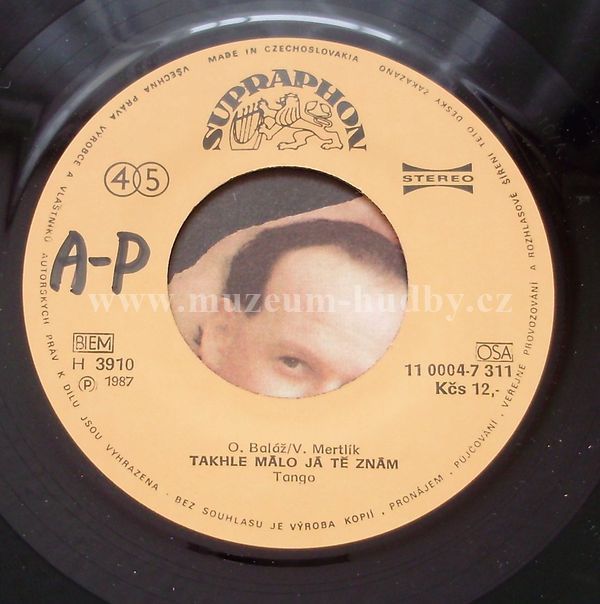 MADE IN CZECHOSLOVAKIA
VŠECHNA PRÁVA VÝROBCE A VLASTNÍKŮ AUTORSKÝCH PRÁV K DÍLU JSOU VYHRAZENA · BEZ SOUHLASU JE VÝROBA KOPIÍ, PRONÁJEM, PŮJČOVÁNÍ, VEŘEJNÉ PROVOZOVÁNÍ A ROZHLASOVÉ ŠÍŘENÍ TÉTO DESKY ZAKÁZÁNO
SUPRAPHON
45
STEREO
A-P
www.muzeum-hudby.cz
BIEM
H 3910
Ⓟ 1987
OSA
11 0004-7 311
Kčs 12,-
O. Baláž/V. Mertlík
TAKHLE MÁLO JÁ TĚ ZNÁM
Tango